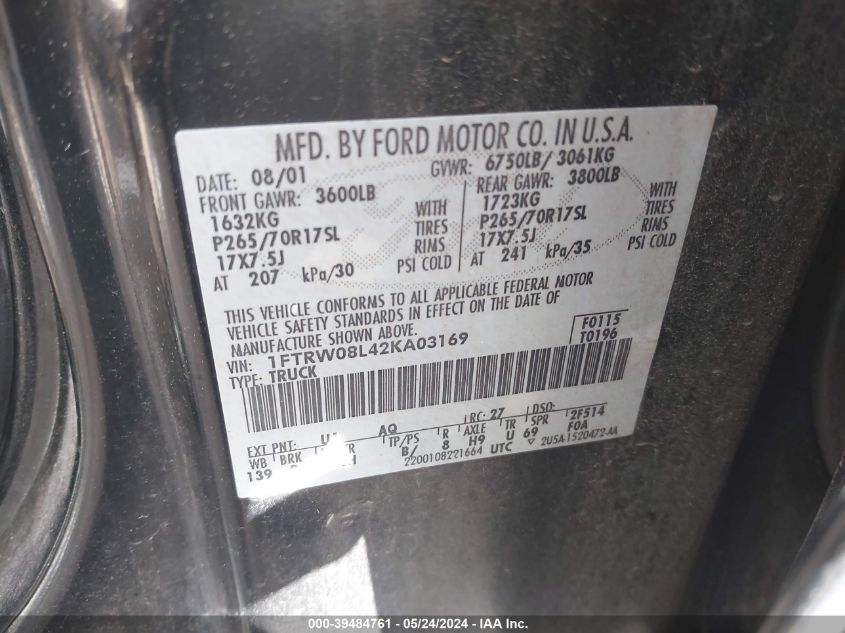 MFD. BY FORD MOTOR CO. IN U.S.A.
DATE: 08/01 GVWR: 6750LB/ 3061KG
FRONT GAWR: 3600LB REAR GAWR: 3800LB
1632KG WITH 1723KG WITH
P265/70R17SL TIRES P265/70R17SL TIRES
17X7.5J RIMS 17X7.5J RIMS
AT 207 kPa/30 PSI COLD AT 241 kPa/35 PSI COLD
THIS VEHICLE CONFORMS TO ALL APPLICABLE FEDERAL MOTOR
VEHICLE SAFETY STANDARDS IN EFFECT ON THE DATE OF
MANUFACTURE SHOWN ABOVE.
VIN: 1FTRW08L42KA03169 F0115
TYPE: TRUCK T0196
EXT PNT: AQ RC: 27 DSO: 2F514
WB BRK TP/PS R AXLE TR SPR F0A
139 B/ 8 H9 U 69
2200108221664 UTC 2U5A-1520472-AA
000-39484761 - 05/24/2024 - IAA Inc.